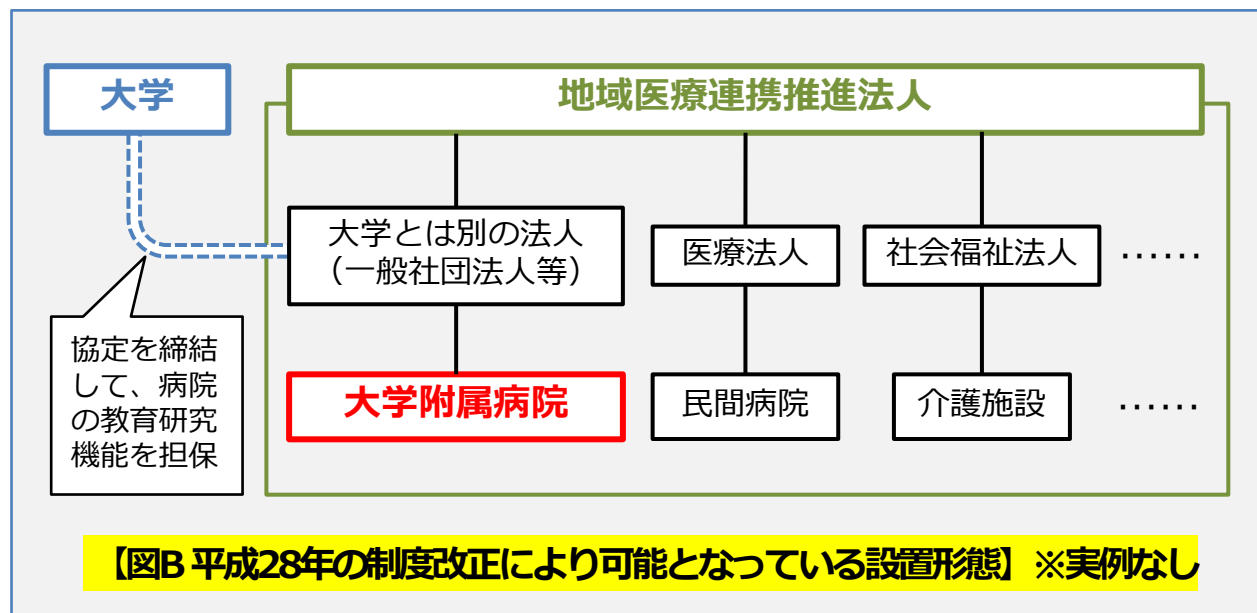 大学
地域医療連携推進法人
大学とは別の法人
（一般社団法人等）
医療法人
社会福祉法人
……
協定を締結
して、病院
の教育研究
機能を担保
大学附属病院
民間病院
介護施設
……
【図B 平成28年の制度改正により可能となっている設置形態】※実例なし